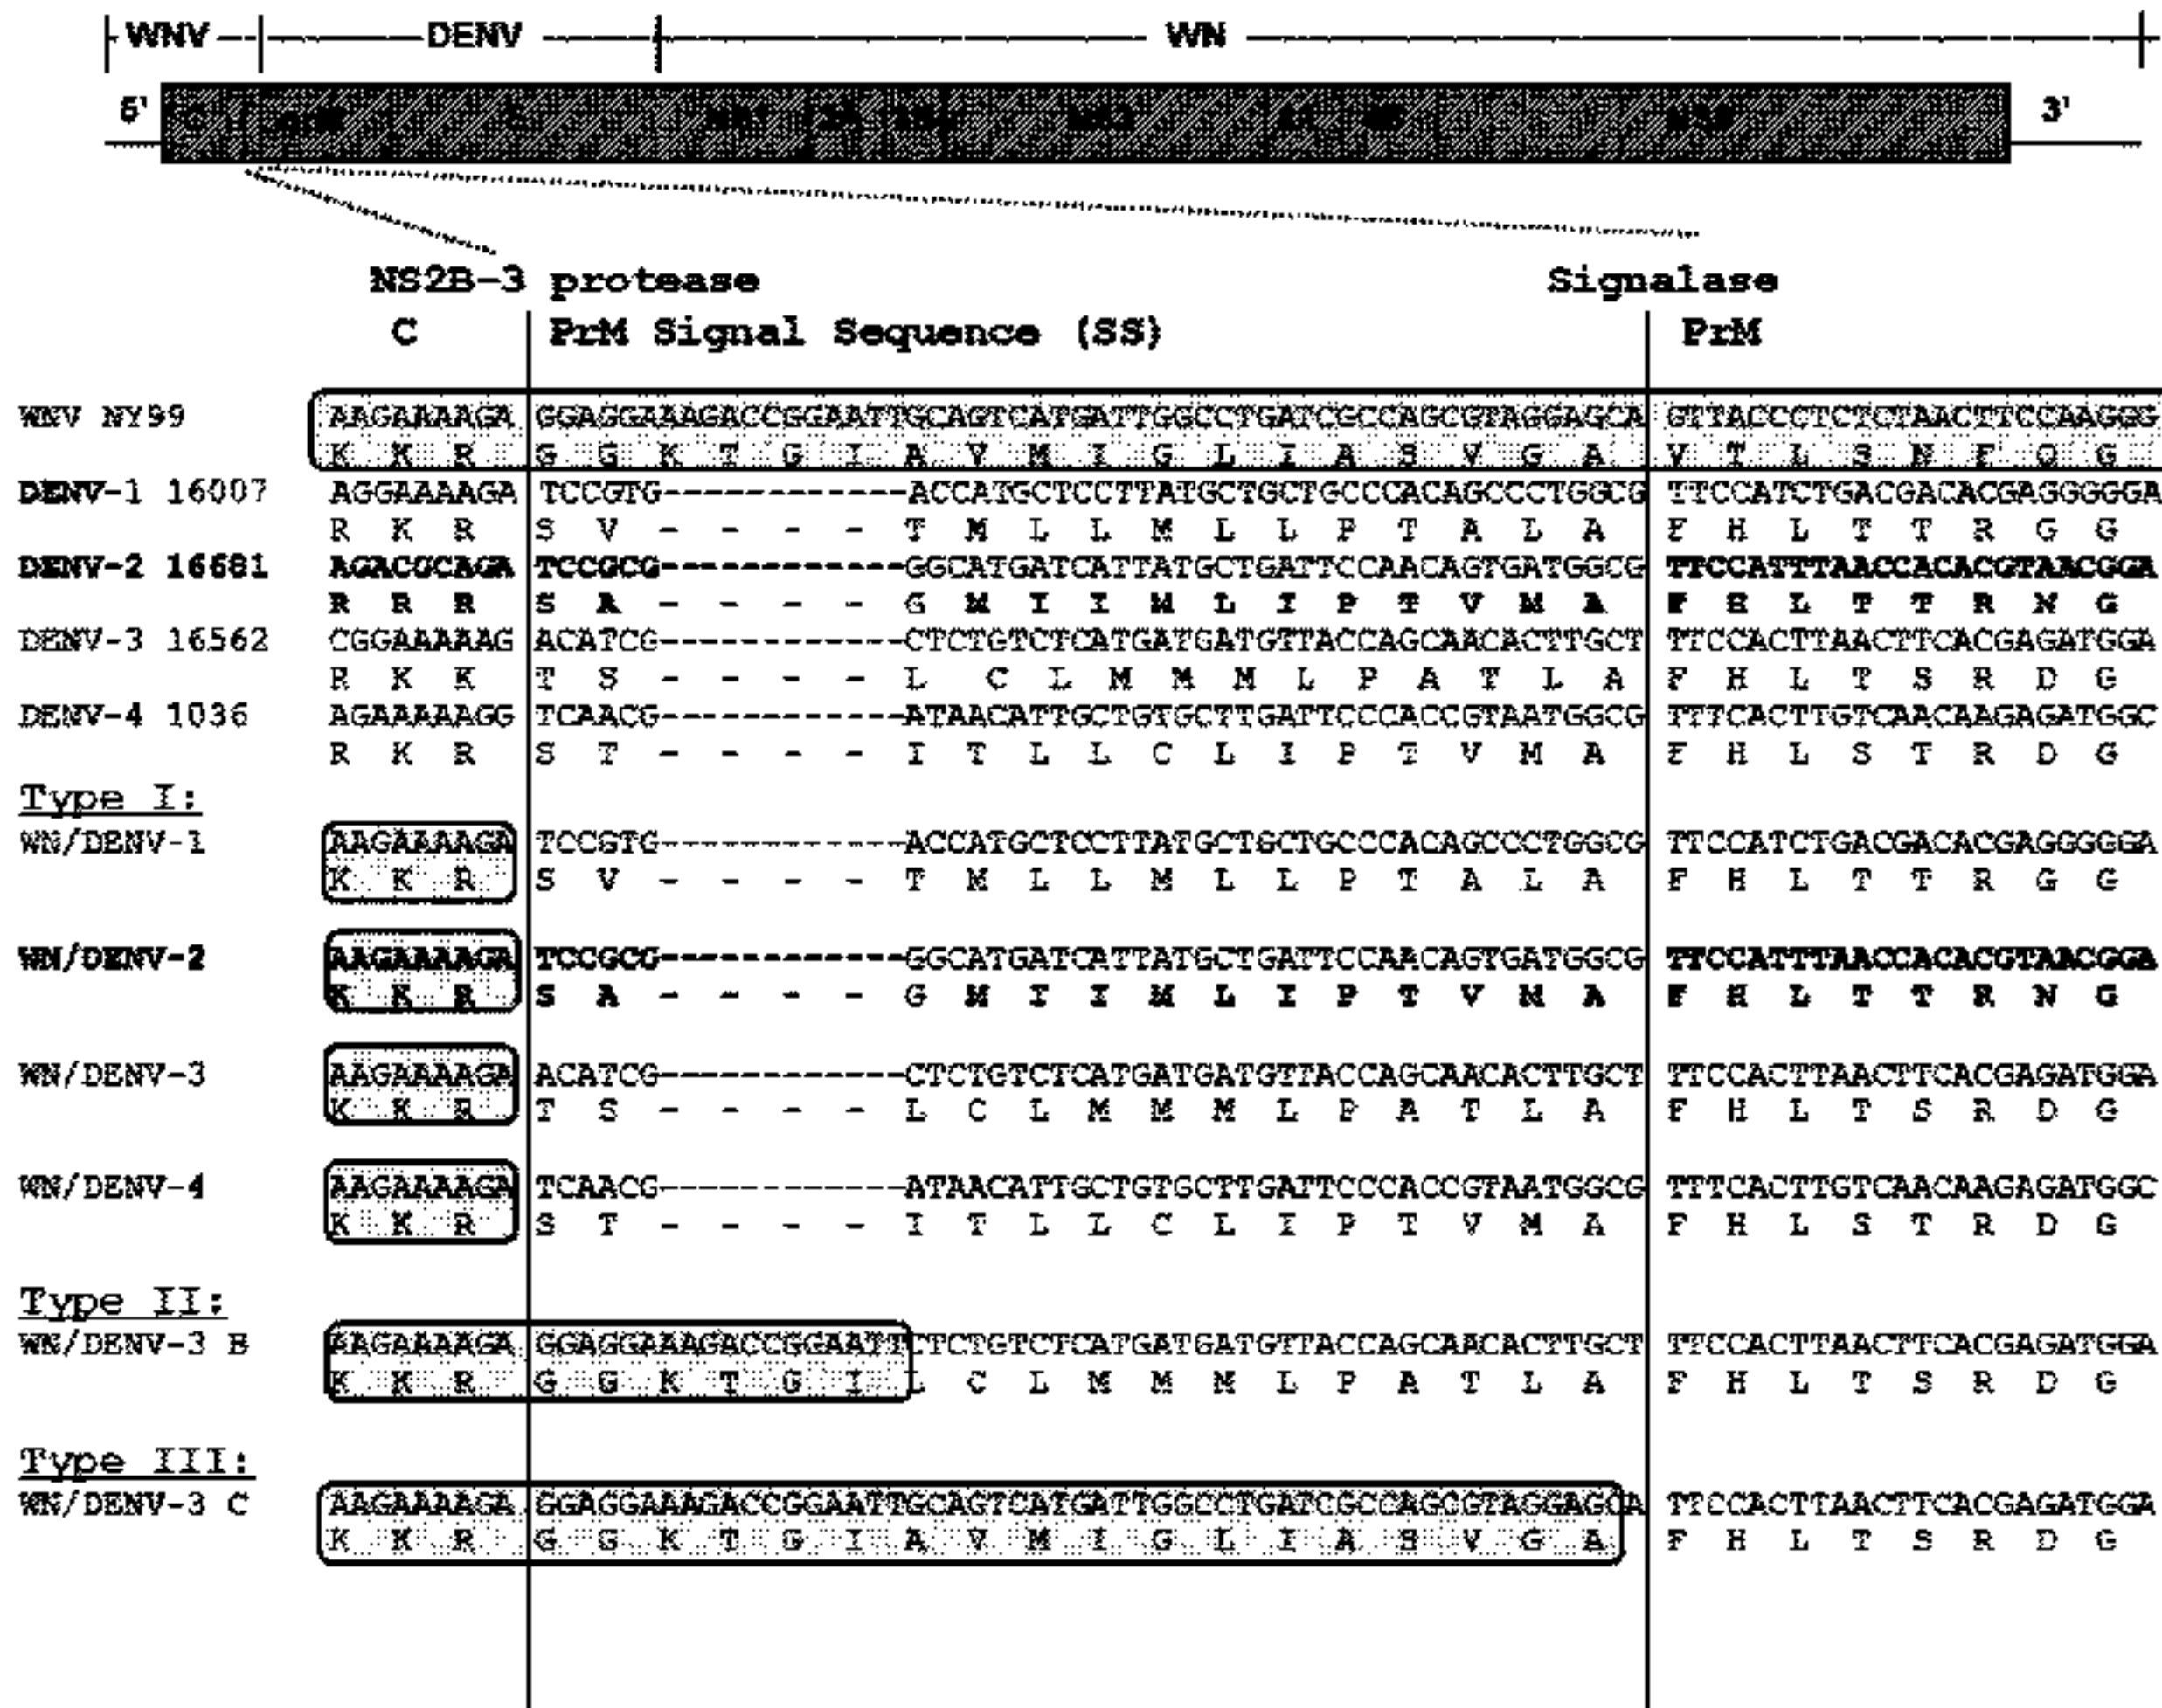 WNV DENV WN
5' 3'
NS2B-3 protease Signalase
C PrM Signal Sequence (SS) PrM
WNV NY99 AAGAAAAGA GGAGGAAAGACCGGAATTGCAGTCATGATTGGCCTGATCGCCAGCGTAGGAGCA GTTACCCTCTCTAACTTCCAAGGG
K K R G G K T G I A V M I G L I A S V G A V T L S N F Q G
DENV-1 16007 AGGAAAAGA TCCGTG------------ACCATGCTCCTTATGCTGCTGCCCACAGCCCTGGCG TTCCATCTGACGACACGAGGGGGA
R K R S V - - - - T M L L M L L P T A L A F H L T T R G G
DENV-2 16681 AGACGCAGA TCCGCG------------GGCATGATCATTATGCTGATTCCAACAGTGATGGCG TTCCATTTAACCACACGTAACGGA
R R R S A - - - - G M I I M L I P T V M A F H L T T R N G
DENV-3 16562 CGGAAAAAG ACATCG------------CTCTGTCTCATGATGATGTTACCAGCAACACTTGCT TTCCACTTAACTTCACGAGATGGA
R K K T S - - - - L C L M M M L P A T L A F H L T S R D G
DENV-4 1036 AGAAAAAGG TCAACG------------ATAACATTGCTGTGCTTGATTCCCACCGTAATGGCG TTTCACTTGTCAACAAGAGATGGC
R K R S T - - - - I T L L C L I P T V M A F H L S T R D G
Type I:
WN/DENV-1 AAGAAAAGA TCCGTG------------ACCATGCTCCTTATGCTGCTGCCCACAGCCCTGGCG TTCCATCTGACGACACGAGGGGGA
K K R S V - - - - T M L L M L L P T A L A F H L T T R G G
WN/DENV-2 AAGAAAAGA TCCGCG------------GGCATGATCATTATGCTGATTCCAACAGTGATGGCG TTCCATTTAACCACACGTAACGGA
K K R S A - - - - G M I I M L I P T V M A F H L T T R N G
WN/DENV-3 AAGAAAAGA ACATCG------------CTCTGTCTCATGATGATGTTACCAGCAACACTTGCT TTCCACTTAACTTCACGAGATGGA
K K R T S - - - - L C L M M M L P A T L A F H L T S R D G
WN/DENV-4 AAGAAAAGA TCAACG------------ATAACATTGCTGTGCTTGATTCCCACCGTAATGGCG TTTCACTTGTCAACAAGAGATGGC
K K R S T - - - - I T L L C L I P T V M A F H L S T R D G
Type II:
WN/DENV-3 B AAGAAAAGA GGAGGAAAGACCGGAATTCTCTGTCTCATGATGATGTTACCAGCAACACTTGCT TTCCACTTAACTTCACGAGATGGA
K K R G G K T G I L C L M M M L P A T L A F H L T S R D G
Type III:
WN/DENV-3 C AAGAAAAGA GGAGGAAAGACCGGAATTGCAGTCATGATTGGCCTGATCGCCAGCGTAGGAGCA TTCCACTTAACTTCACGAGATGGA
K K R G G K T G I A V M I G L I A S V G A F H L T S R D G